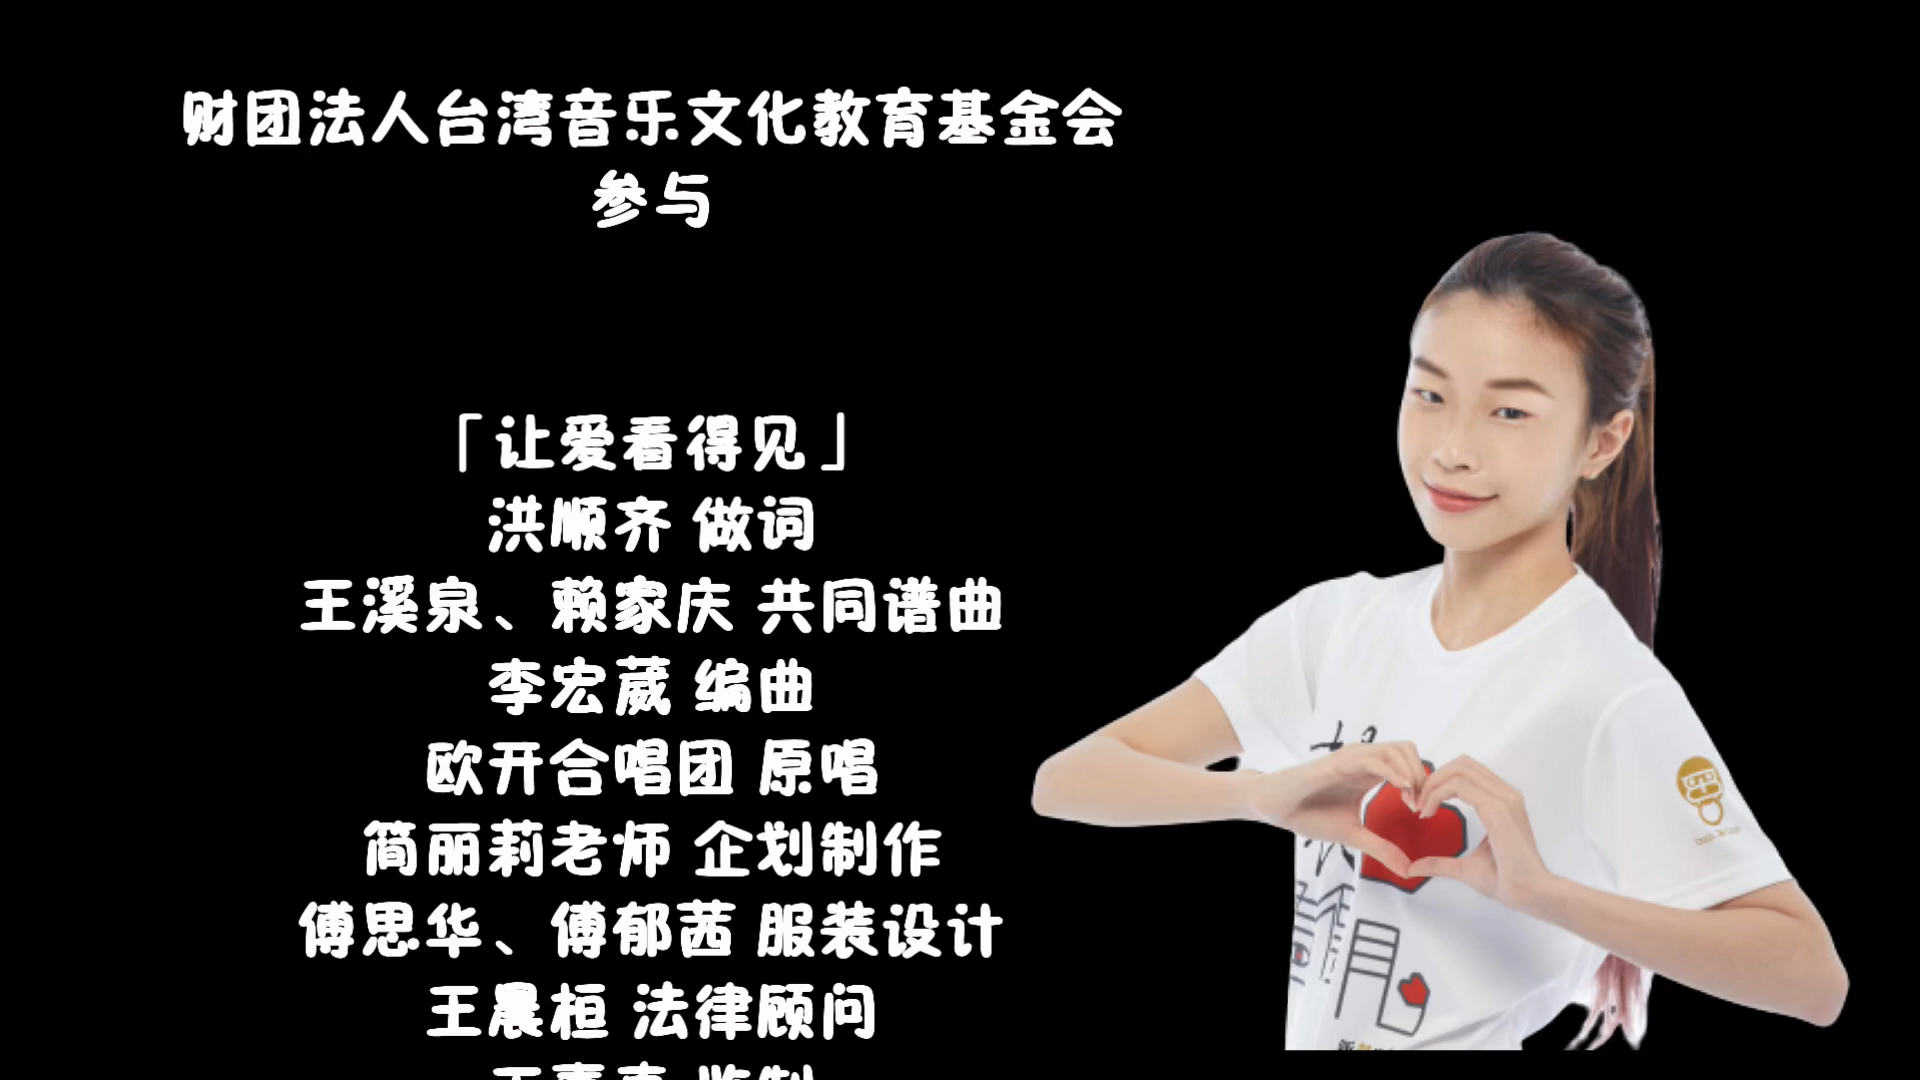 财团法人台湾音乐文化教育基金会
参与
「让爱看得见」
洪顺齐 做词
王溪泉、赖家庆 共同谱曲
李宏葳 编曲
欧开合唱团 原唱
简丽莉老师 企划制作
傅思华、傅郁茜 服装设计
王晨桓 法律顾问